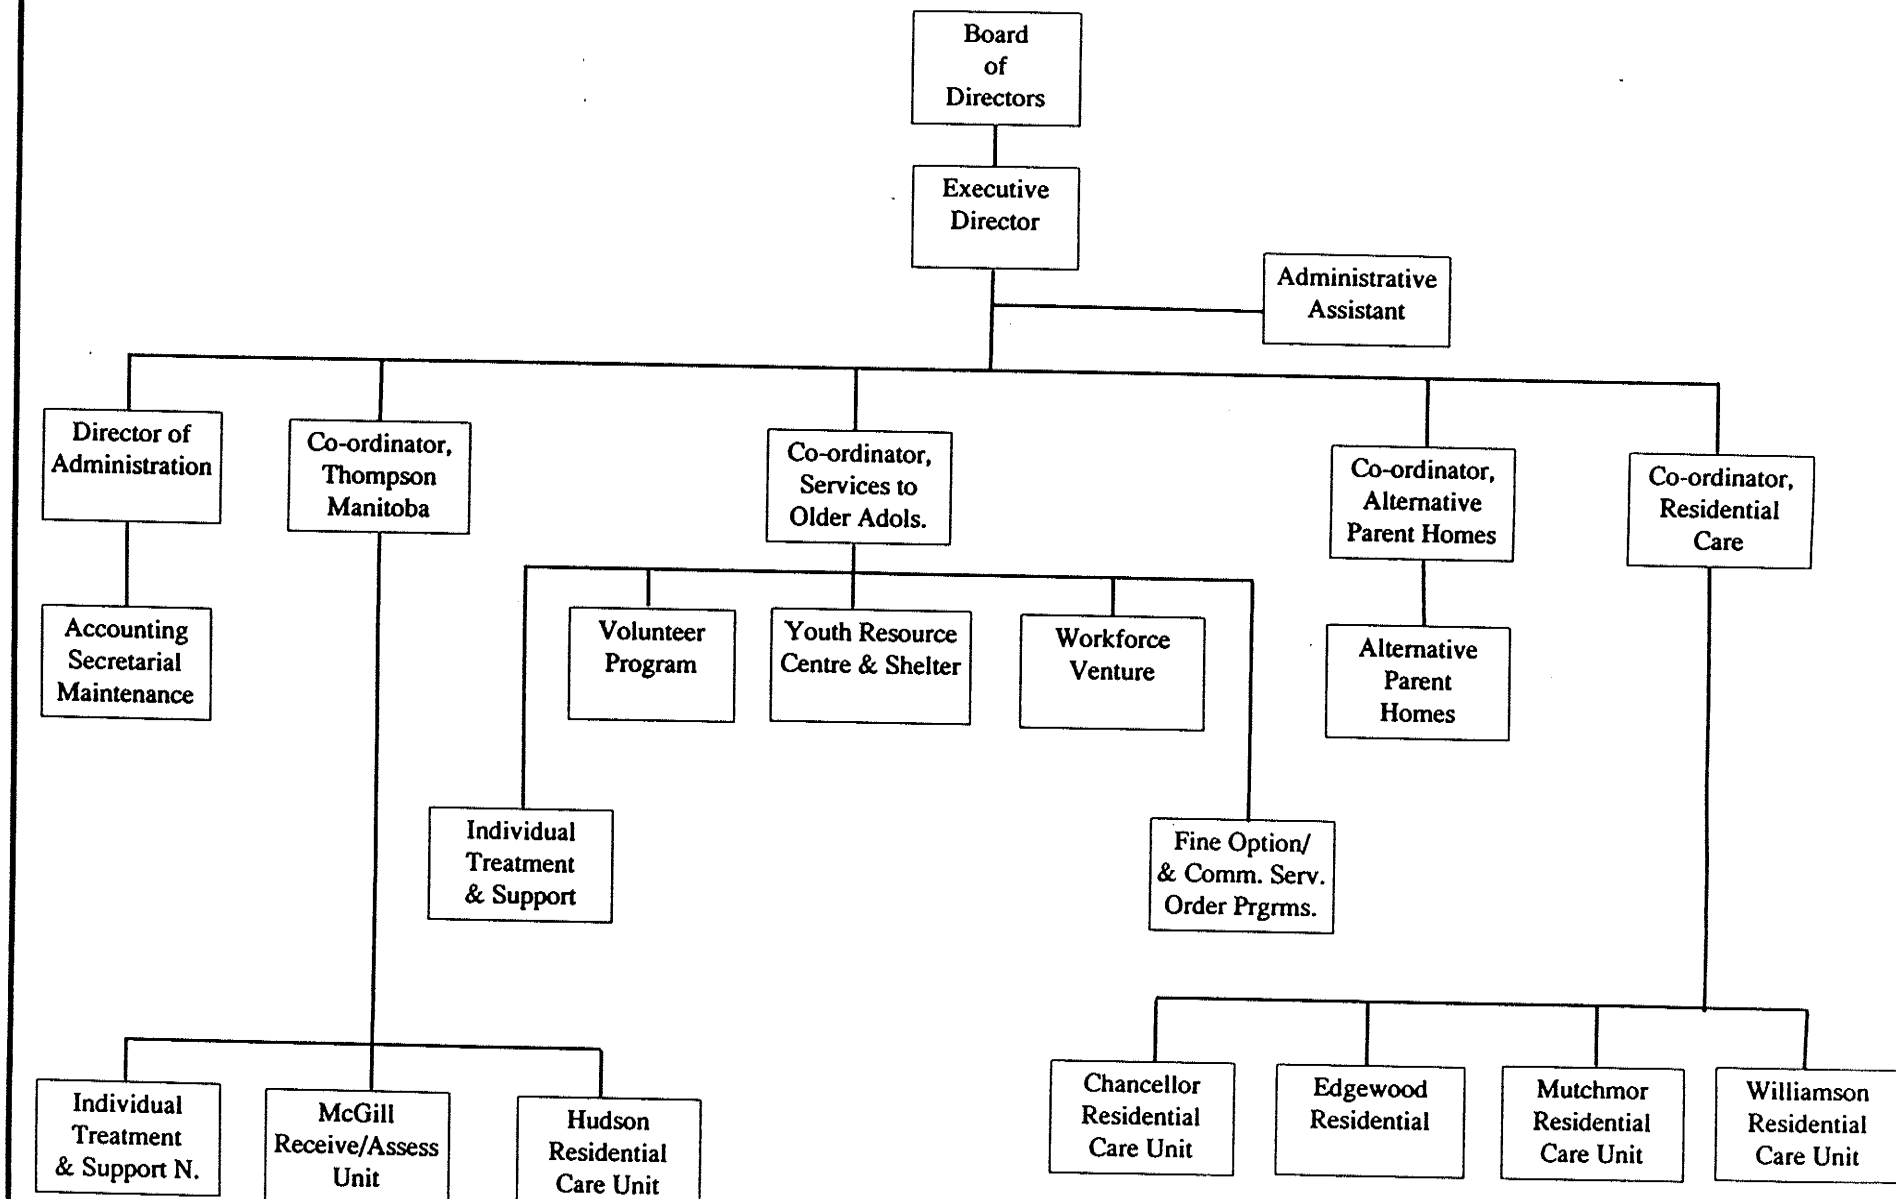 Board
of
Directors
Executive
Director
Administrative
Assistant
Director of
Administration
Co-ordinator,
Thompson
Manitoba
Co-ordinator,
Services to
Older Adols.
Co-ordinator,
Alternative
Parent Homes
Co-ordinator,
Residential
Care
Accounting
Secretarial
Maintenance
Volunteer
Program
Youth Resource
Centre & Shelter
Workforce
Venture
Alternative
Parent
Homes
Individual
Treatment
& Support
Fine Option/
& Comm. Serv.
Order Prgrms.
Individual
Treatment
& Support N.
McGill
Receive/Assess
Unit
Hudson
Residential
Care Unit
Chancellor
Residential
Care Unit
Edgewood
Residential
Mutchmor
Residential
Care Unit
Williamson
Residential
Care Unit